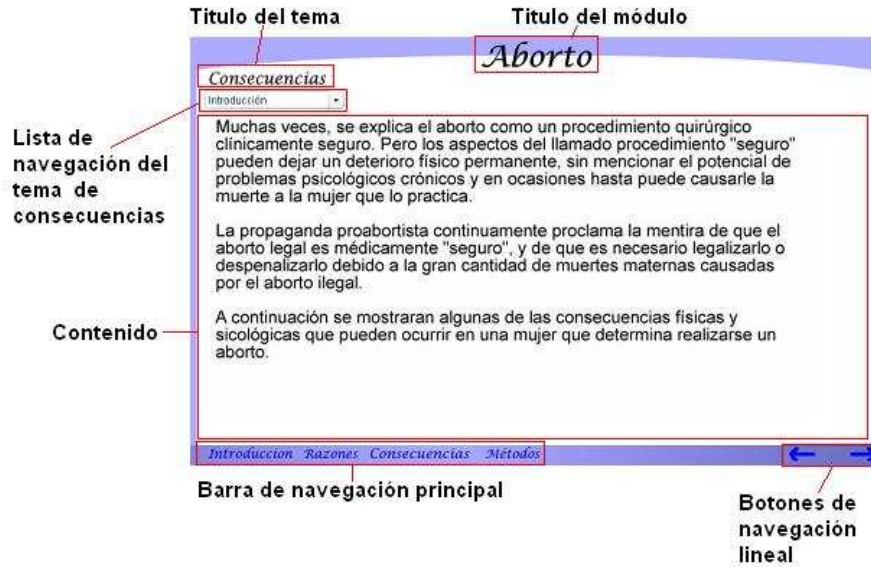 Titulo del tema
Titulo del módulo
Aborto
Consecuencias
Introducción
Lista de
navegación del
tema de
consecuencias
Muchas veces, se explica el aborto como un procedimiento quirúrgico
clínicamente seguro. Pero los aspectos del llamado procedimiento "seguro"
pueden dejar un deterioro físico permanente, sin mencionar el potencial de
problemas psicológicos crónicos y en ocasiones hasta puede causarle la
muerte a la mujer que lo practica.
La propaganda proabortista continuamente proclama la mentira de que el
aborto legal es médicamente "seguro", y de que es necesario legalizarlo o
despenalizarlo debido a la gran cantidad de muertes maternas causadas
por el aborto ilegal.
A continuación se mostraran algunas de las consecuencias físicas y
sicológicas que pueden ocurrir en una mujer que determina realizarse un
aborto.
Contenido
Introduccion Razones Consecuencias Métodos
Barra de navegación principal
Botones de
navegación
lineal